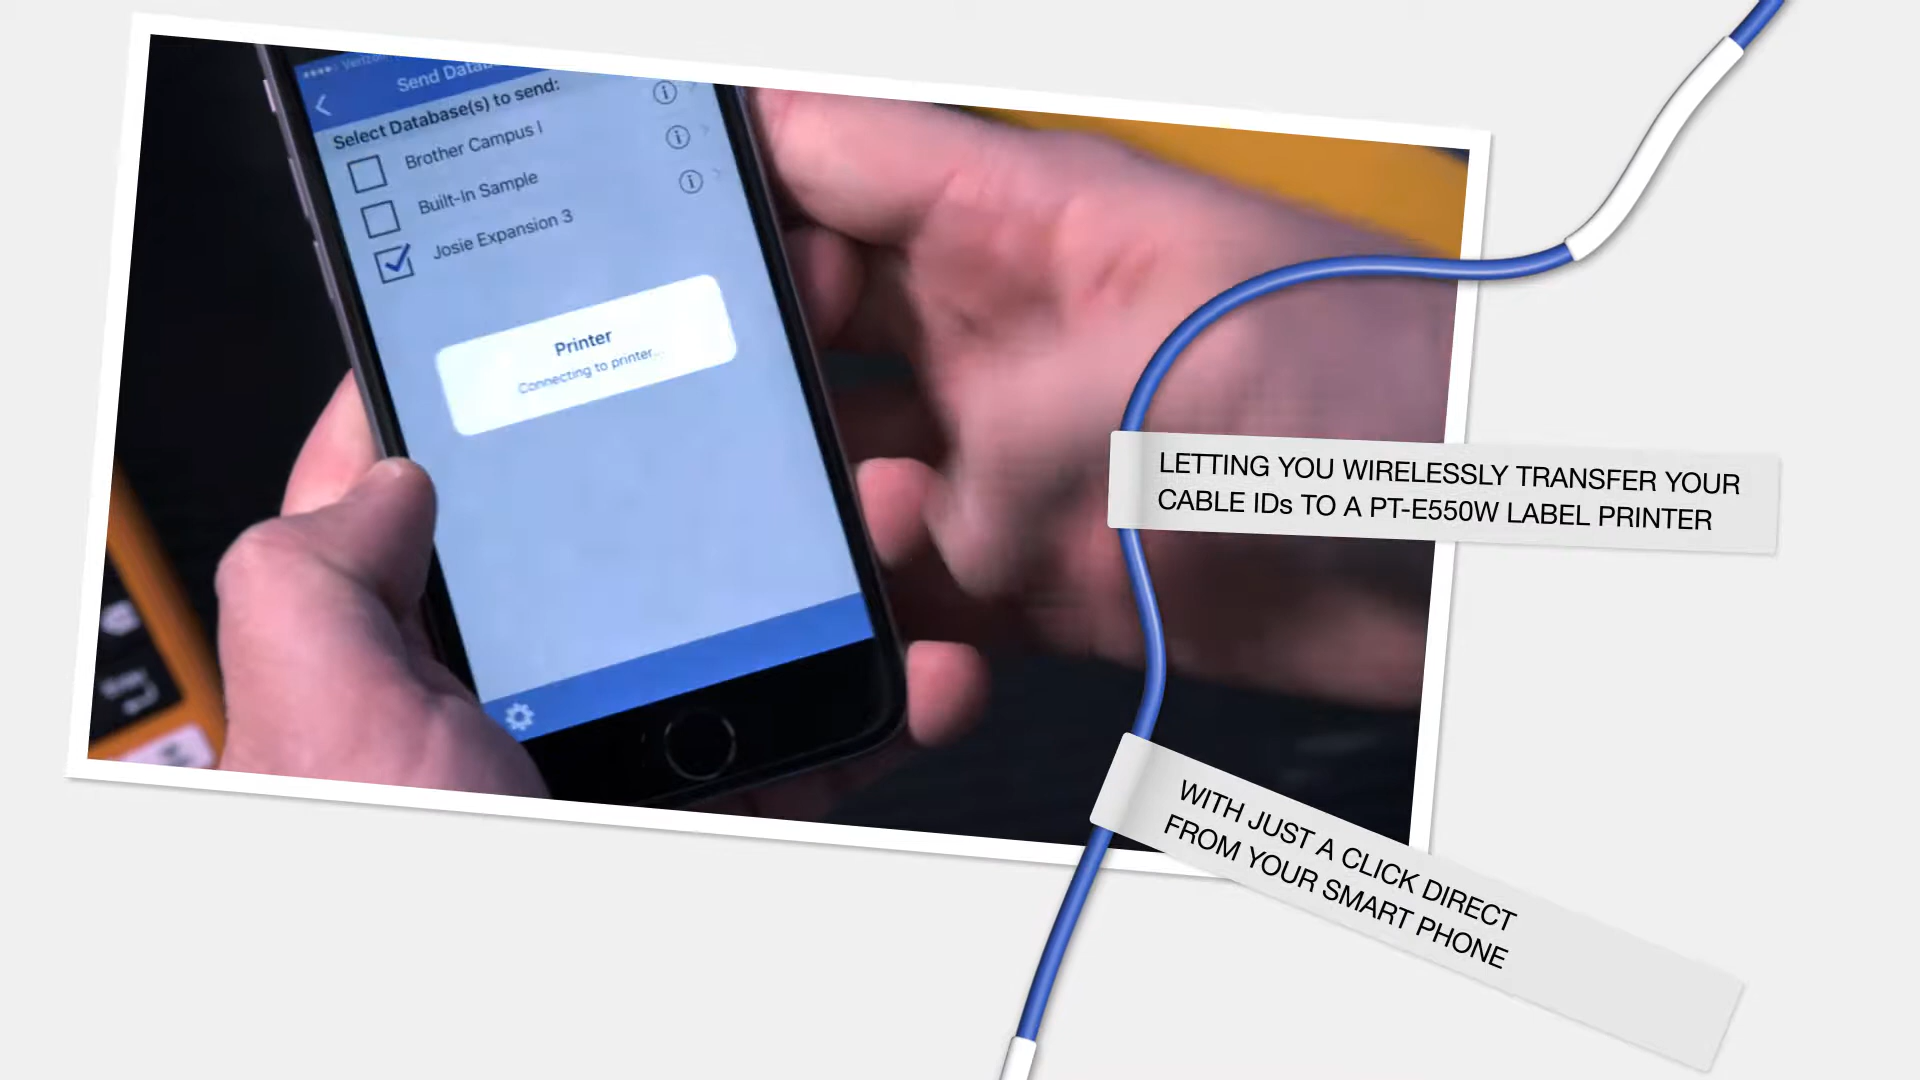 Send Datab
Select Database(s) to send:
Brother Campus I
Built-In Sample
Josie Expansion 3
Printer
Connecting to printer...
LETTING YOU WIRELESSLY TRANSFER YOUR
CABLE IDs TO A PT-E550W LABEL PRINTER
WITH JUST A CLICK DIRECT
FROM YOUR SMART PHONE